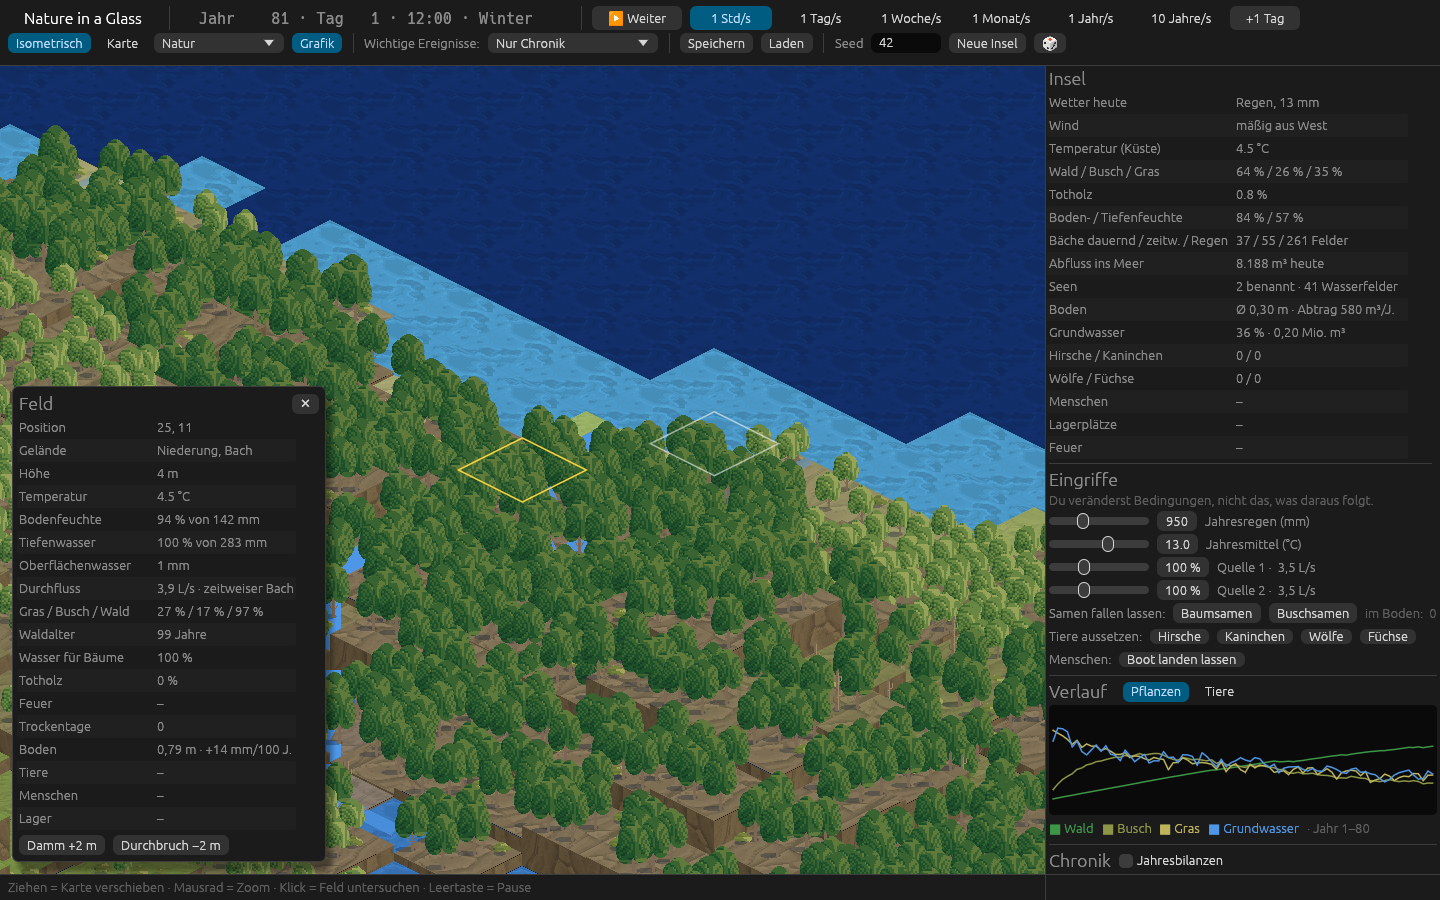 Nature in a Glass
Jahr 81 · Tag 1 · 12:00 · Winter
Weiter
1 Std/s
1 Tag/s
1 Woche/s
1 Monat/s
1 Jahr/s
10 Jahre/s
+1 Tag
Isometrisch
Karte
Natur
Grafik
Wichtige Ereignisse:
Nur Chronik
Speichern
Laden
Seed
42
Neue Insel
Insel
Wetter heute Regen, 13 mm
Wind mäßig aus West
Temperatur (Küste) 4.5 °C
Wald / Busch / Gras 64 % / 26 % / 35 %
Totholz 0.8 %
Boden- / Tiefenfeuchte 84 % / 57 %
Bäche dauernd / zeitw. / Regen 37 / 55 / 261 Felder
Abfluss ins Meer 8.188 m³ heute
Seen 2 benannt · 41 Wasserfelder
Boden Ø 0,30 m · Abtrag 580 m³/J.
Grundwasser 36 % · 0,20 Mio. m³
Hirsche / Kaninchen 0 / 0
Wölfe / Füchse 0 / 0
Menschen –
Lagerplätze –
Feuer –
Eingriffe
Du veränderst Bedingungen, nicht das, was daraus folgt.
950 Jahresregen (mm)
13.0 Jahresmittel (°C)
100 % Quelle 1 · 3,5 L/s
100 % Quelle 2 · 3,5 L/s
Samen fallen lassen: Baumsamen Buschsamen im Boden: 0
Tiere aussetzen: Hirsche Kaninchen Wölfe Füchse
Menschen: Boot landen lassen
Verlauf Pflanzen Tiere
Wald Busch Gras Grundwasser · Jahr 1–80
Chronik Jahresbilanzen
Feld ✕
Position 25, 11
Gelände Niederung, Bach
Höhe 4 m
Temperatur 4.5 °C
Bodenfeuchte 94 % von 142 mm
Tiefenwasser 100 % von 283 mm
Oberflächenwasser 1 mm
Durchfluss 3,9 L/s · zeitweiser Bach
Gras / Busch / Wald 27 % / 17 % / 97 %
Waldalter 99 Jahre
Wasser für Bäume 100 %
Totholz 0 %
Feuer –
Trockentage 0
Boden 0,79 m · +14 mm/100 J.
Tiere –
Menschen –
Lager –
Damm +2 m
Durchbruch −2 m
Ziehen = Karte verschieben · Mausrad = Zoom · Klick = Feld untersuchen · Leertaste = Pause